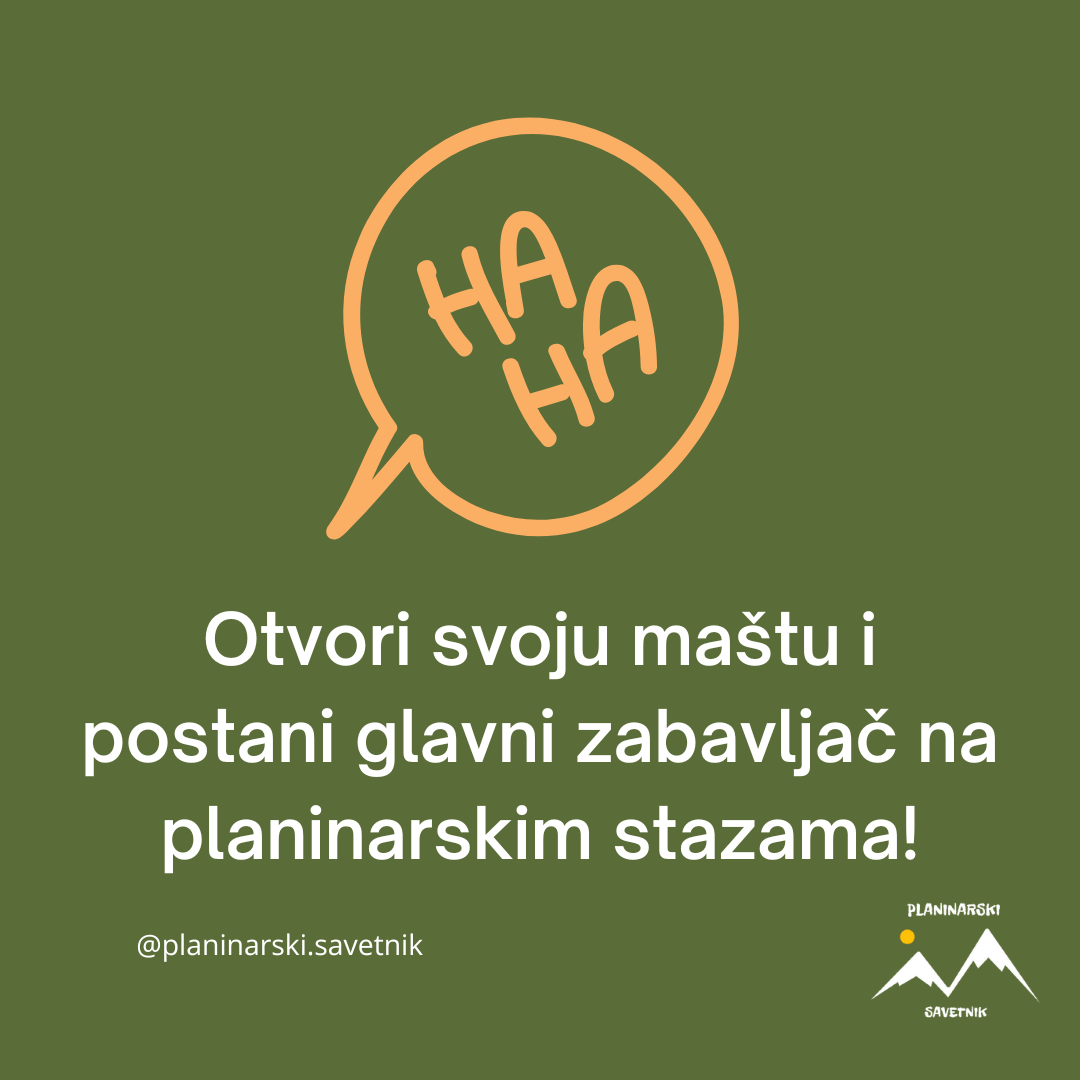 HA
HA
Otvori svoju maštu i
postani glavni zabavljač na
planinarskim stazama!
@planinarski.savetnik
PLANINARSKI
SAVETNIK